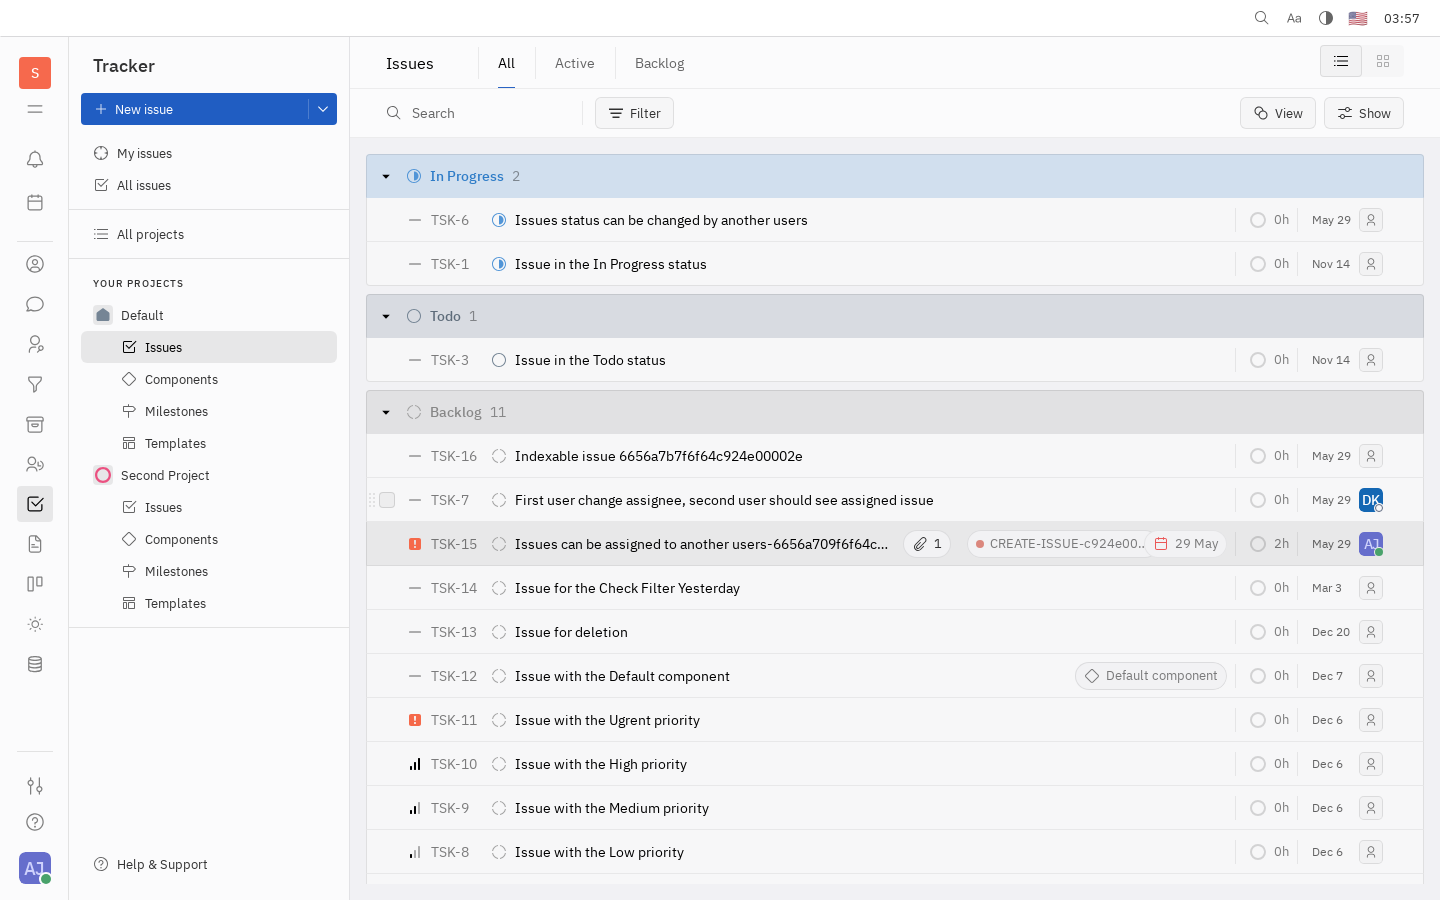 Aa 03:57
S
Tracker
New issue
My issues
All issues
All projects
YOUR PROJECTS
Default
Issues
Components
Milestones
Templates
Second Project
Issues
Components
Milestones
Templates
Help & Support
AJ
Issues All Active Backlog
Search Filter View Show
In Progress 2
TSK-6 Issues status can be changed by another users 0h May 29
TSK-1 Issue in the In Progress status 0h Nov 14
Todo 1
TSK-3 Issue in the Todo status 0h Nov 14
Backlog 11
TSK-16 Indexable issue 6656a7b7f6f64c924e00002e 0h May 29
TSK-7 First user change assignee, second user should see assigned issue 0h May 29 DK
TSK-15 Issues can be assigned to another users-6656a709f6f64c... 1 CREATE-ISSUE-c924e00... 29 May 2h May 29 AJ
TSK-14 Issue for the Check Filter Yesterday 0h Mar 3
TSK-13 Issue for deletion 0h Dec 20
TSK-12 Issue with the Default component Default component 0h Dec 7
TSK-11 Issue with the Ugrent priority 0h Dec 6
TSK-10 Issue with the High priority 0h Dec 6
TSK-9 Issue with the Medium priority 0h Dec 6
TSK-8 Issue with the Low priority 0h Dec 6